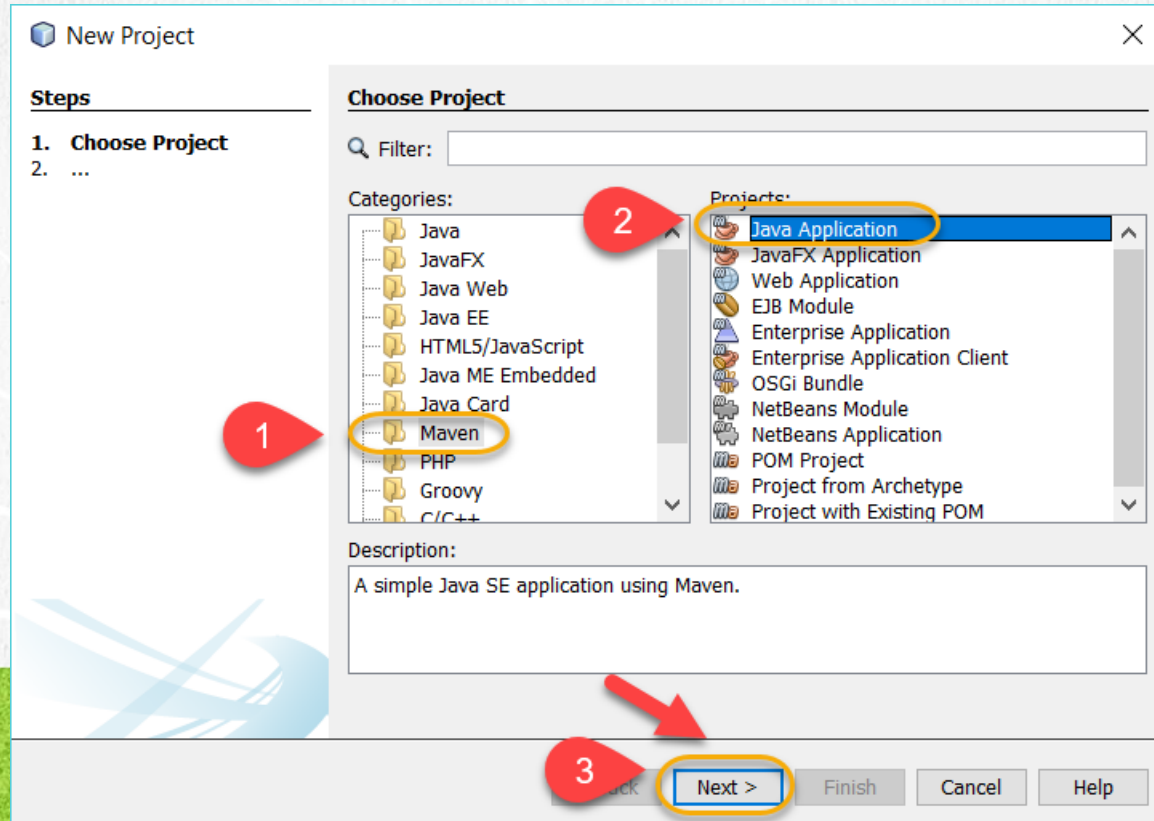 New Project
Steps
1. Choose Project
2. ...
Choose Project
Filter:
Categories:
Java
JavaFX
Java Web
Java EE
HTML5/JavaScript
Java ME Embedded
Java Card
Maven
PHP
Groovy
C/C++
1
2
Projects:
Java Application
JavaFX Application
Web Application
EJB Module
Enterprise Application
Enterprise Application Client
OSGi Bundle
NetBeans Module
NetBeans Application
POM Project
Project from Archetype
Project with Existing POM
Description:
A simple Java SE application using Maven.
3
Next >
Finish
Cancel
Help